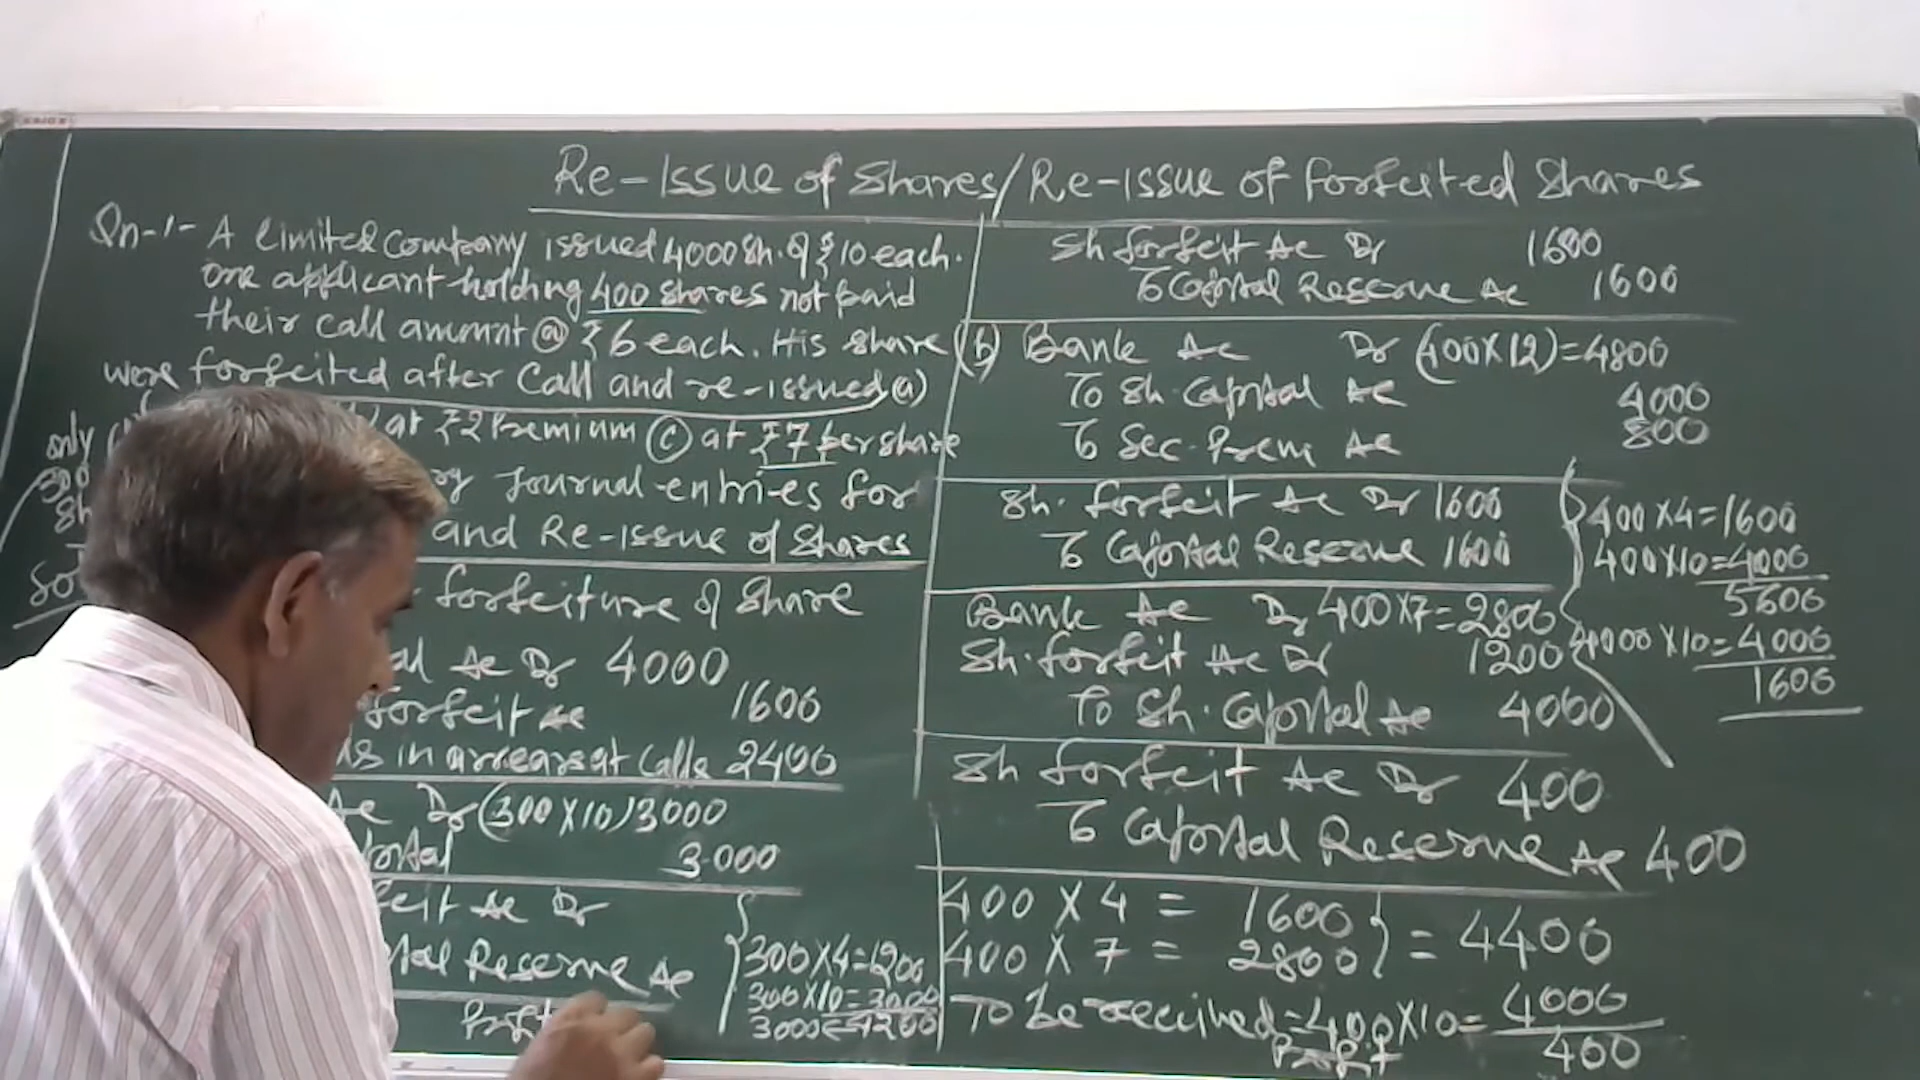 Re-Issue of Shares/Re-Issue of forfeited Shares
Qn-1- A limited Company issued 4000 Sh. of ₹10 each.
One applicant holding 400 shares not paid
their call amount @ ₹6 each. His share
were forfeited after Call and re-issued (a)
only at ₹2 Premium (c) at ₹7 per share
300 Journal entries for
Sh and Re-issue of Shares
forfeiture of Share
Ac Dr 4000
forfeit Ac 1600
in arrears at Calls 2400
Ac Dr (300X10) 3000
3000
Ac Dr
Reserve Ac
300X4=1200
300X10=3000
Sh forfeit Ac Dr 1600
To Capital Reserve Ac 1600
(b) Bank Ac Dr (400X12)=4800
To Sh. Capital Ac 4000
To Sec. Prem Ac 800
Sh. forfeit Ac Dr 1600
To Capital Reserve 1600
400X4=1600
400X10=4000
5600
4000X10=4000
1600
Bank Ac Dr 400X7=2800
Sh. forfeit Ac Dr 1200
To Sh. Capital Ac 4000
Sh forfeit Ac Dr 400
To Capital Reserve Ac 400
400 X 4 = 1600
400 X 7 = 2800 } = 4400
To be received = 400X10= 4000
Profit 400